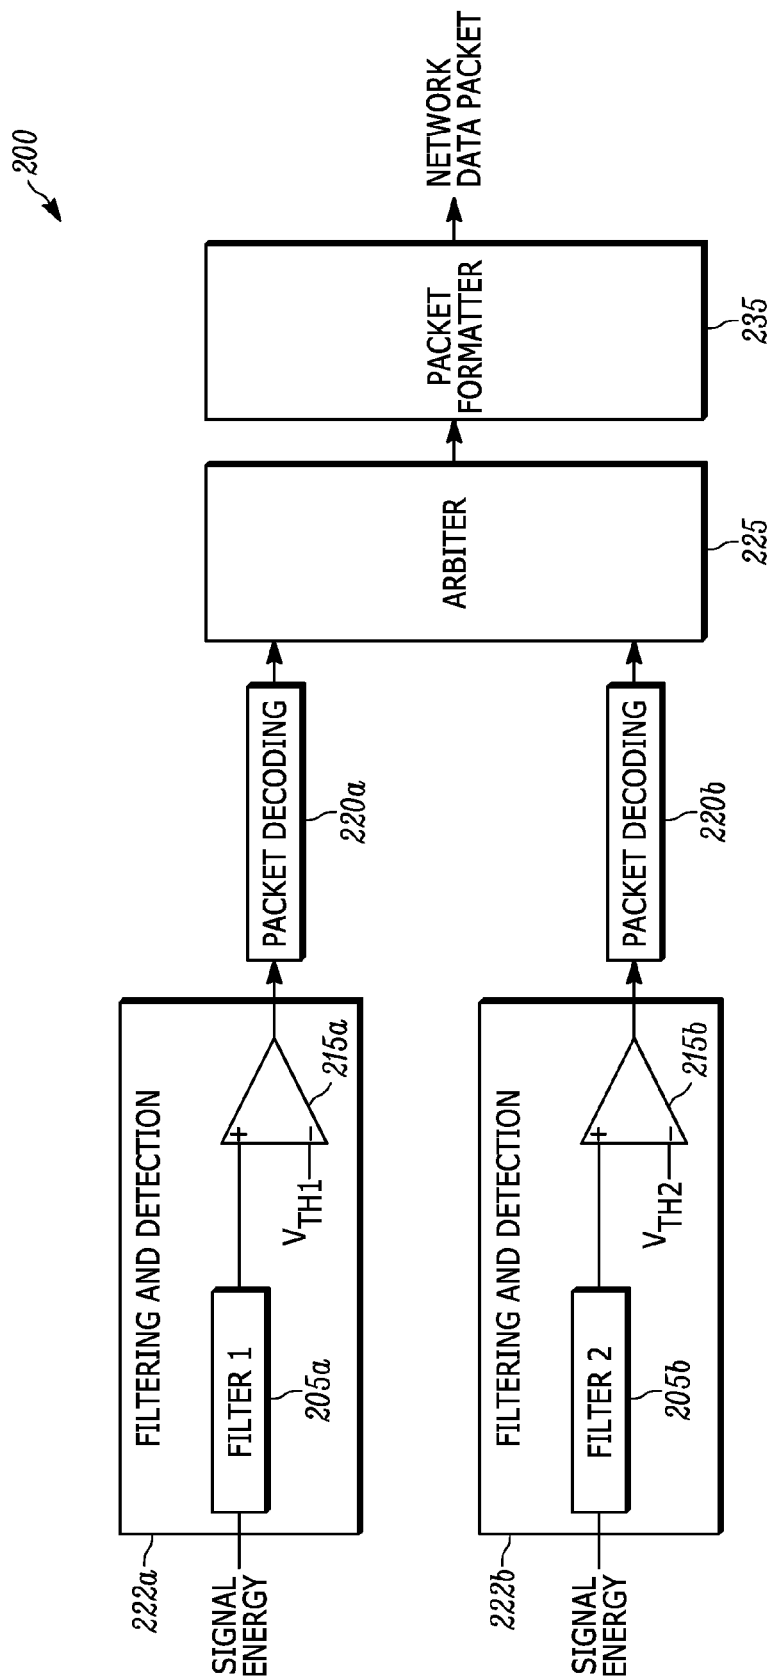 200
FILTERING AND DETECTION
222a
SIGNAL
ENERGY
FILTER 1
205a
+
−
VTH1
215a
PACKET DECODING
220a
FILTERING AND DETECTION
222b
SIGNAL
ENERGY
FILTER 2
205b
+
−
VTH2
215b
PACKET DECODING
220b
ARBITER
225
PACKET
FORMATTER
235
NETWORK
DATA PACKET